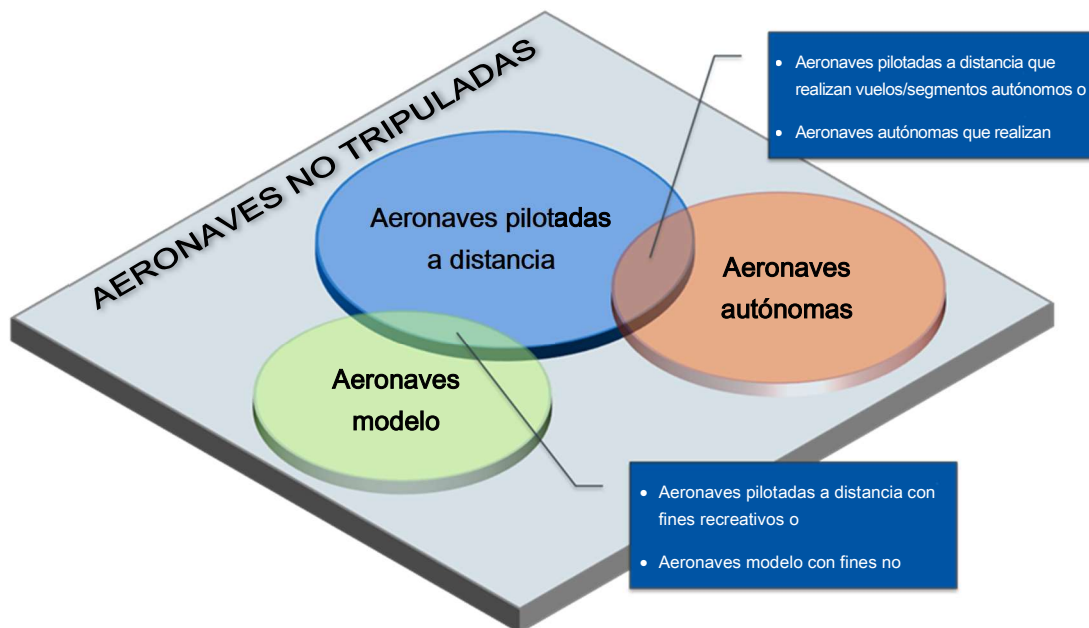 AERONAVES NO TRIPULADAS
Aeronaves pilotadas a distancia que
realizan vuelos/segmentos autónomos o
Aeronaves autónomas que realizan
Aeronaves pilotadas
a distancia
Aeronaves
autónomas
Aeronaves
modelo
Aeronaves pilotadas a distancia con
fines recreativos o
Aeronaves modelo con fines no